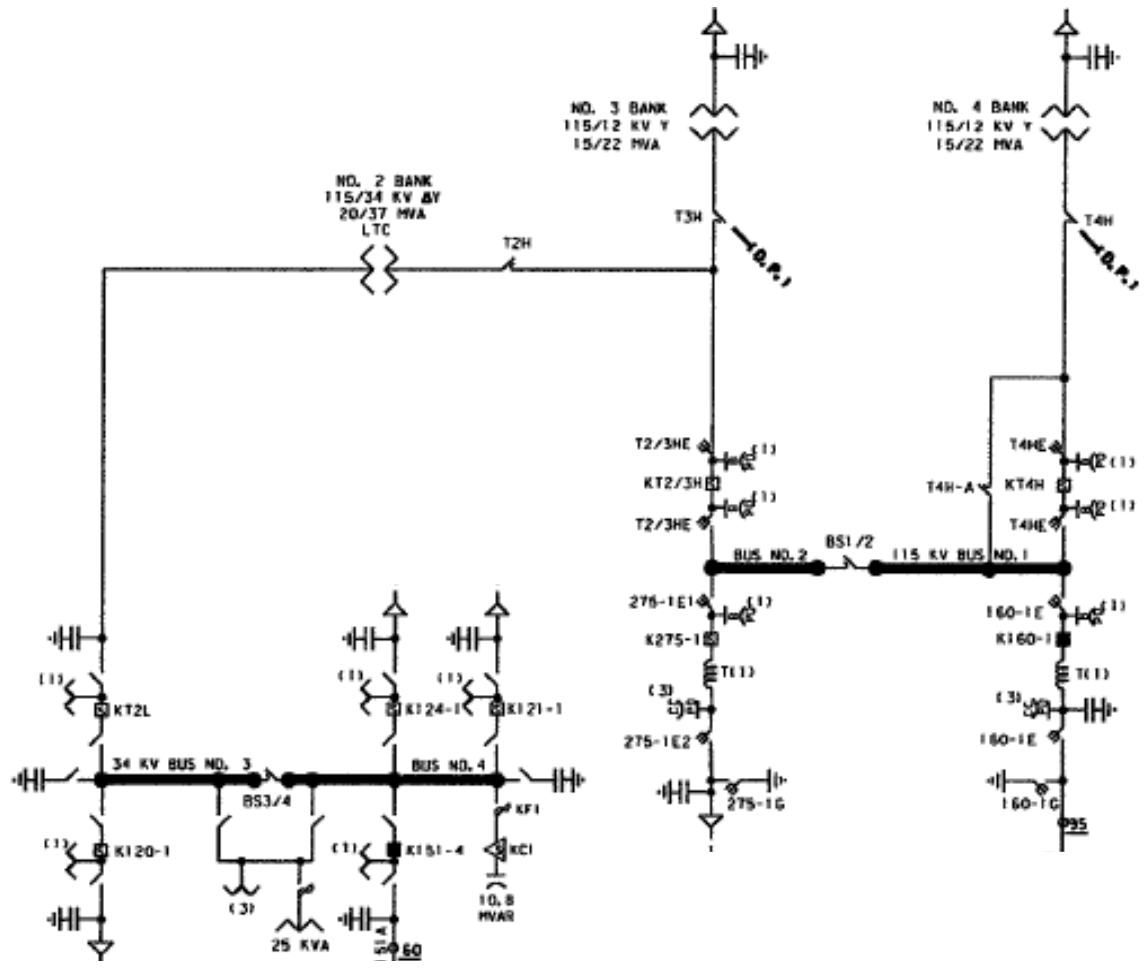 NO. 3 BANK
115/12 KV Y
15/22 MVA
NO. 4 BANK
115/12 KV Y
15/22 MVA
NO. 2 BANK
115/34 KV ΔY
20/37 MVA
LTC
T2H
T3H
(O.P.)
T4H
(O.P.)
T2/3HE
(1)
KT2/3H
(1)
T2/3HE
T4HE
(1)
T4H-A
KT4H
(1)
T4HE
BUS NO.2
BS1/2
115 KV BUS NO.1
275-1E1
(1)
K275-1
T(1)
(3)
275-1E2
275-1G
160-1E
(1)
K160-1
T(1)
(3)
160-1E
160-1G
95
(1)
KT2L
(1)
K124-1
(1)
K121-1
34 KV BUS NO. 3
BS3/4
BUS NO.4
KF1
(1)
K120-1
(1)
K151-4
KC1
(3)
25 KVA
10.8
MVAR
151A
60